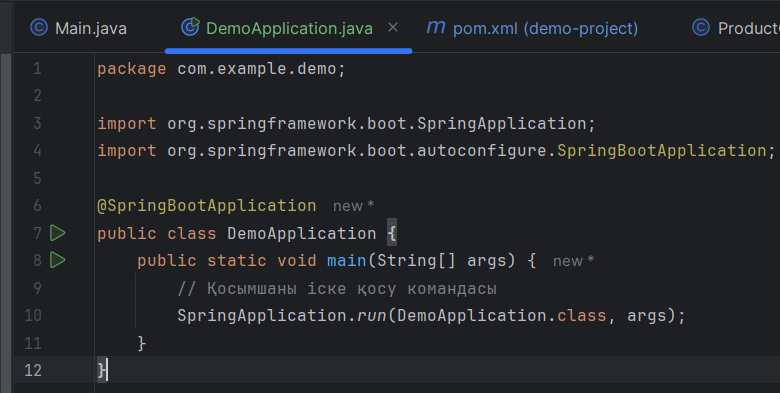 Main.java DemoApplication.java × m pom.xml (demo-project) Product
1 package com.example.demo;
2
3 import org.springframework.boot.SpringApplication;
4 import org.springframework.boot.autoconfigure.SpringBootApplication;
5
6 @SpringBootApplication new *
7 public class DemoApplication {
8 public static void main(String[] args) { new *
9 // Қосымшаны іске қосу командасы
10 SpringApplication.run(DemoApplication.class, args);
11 }
12 }